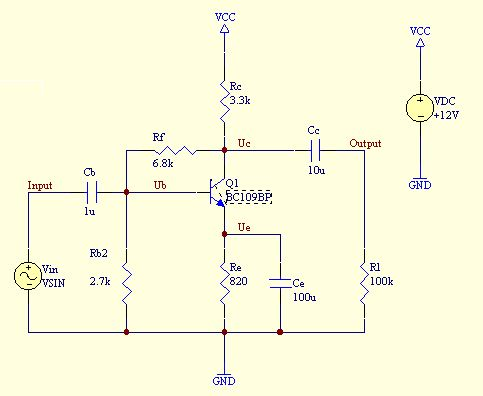 VCC
VCC
Rc
3.3k
VDC
+12V
Rf
6.8k
Uc
Cc
10u
Output
GND
Input
Cb
1u
Ub
Q1
BC109BP
Ue
Rb2
2.7k
Vin
VSIN
Re
820
Ce
100u
Rl
100k
GND